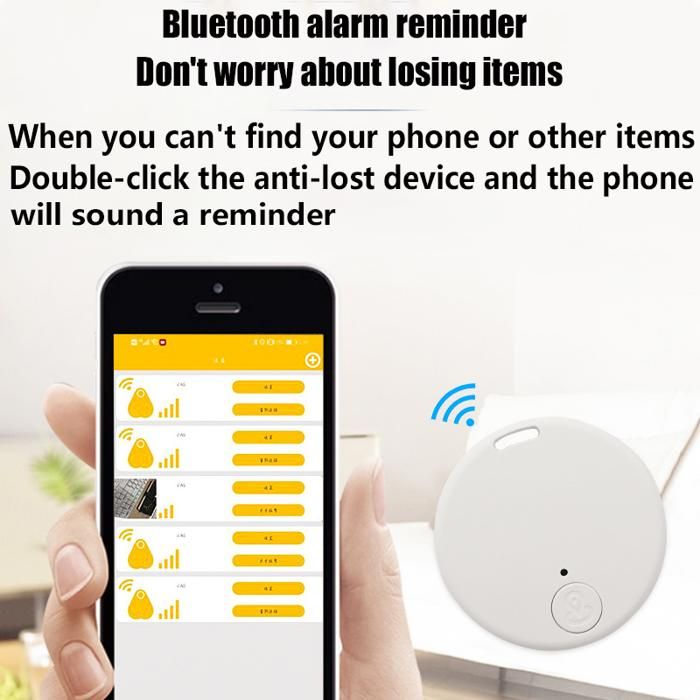 Bluetooth alarm reminder
Don't worry about losing items
When you can't find your phone or other items
Double-click the anti-lost device and the phone
will sound a reminder